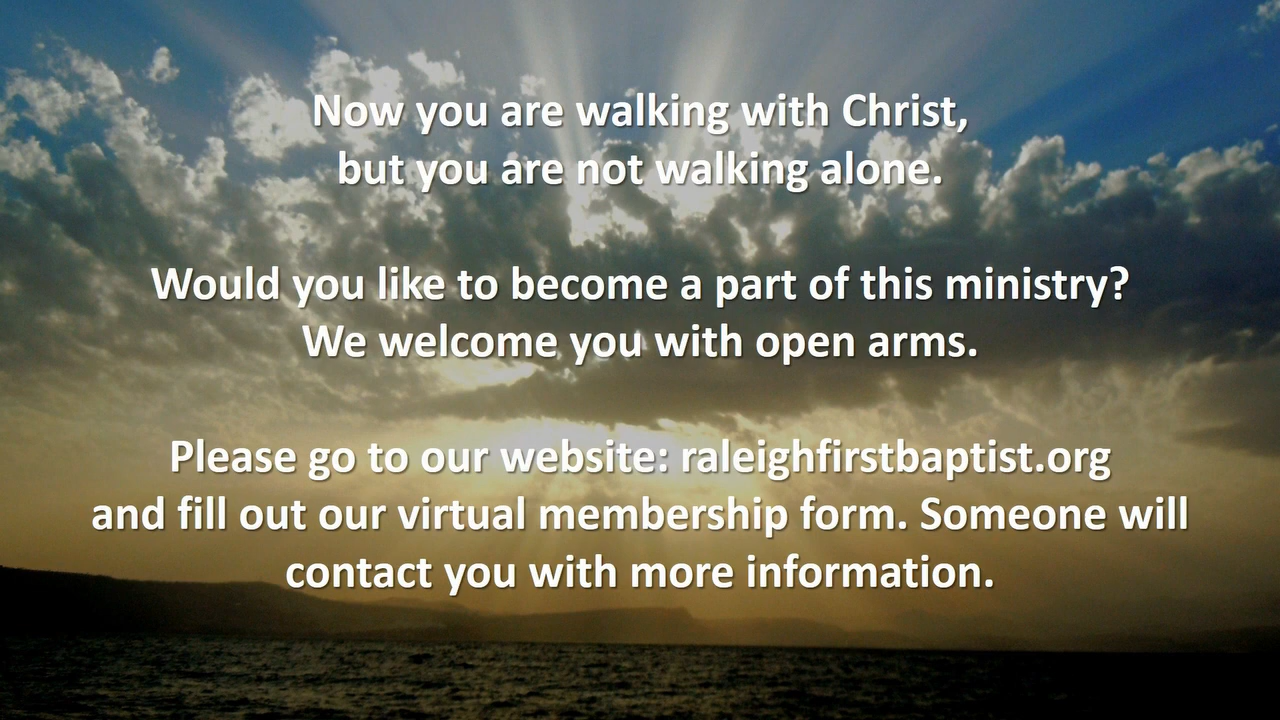 Now you are walking with Christ,
but you are not walking alone.
Would you like to become a part of this ministry?
We welcome you with open arms.
Please go to our website: raleighfirstbaptist.org
and fill out our virtual membership form. Someone will
contact you with more information.